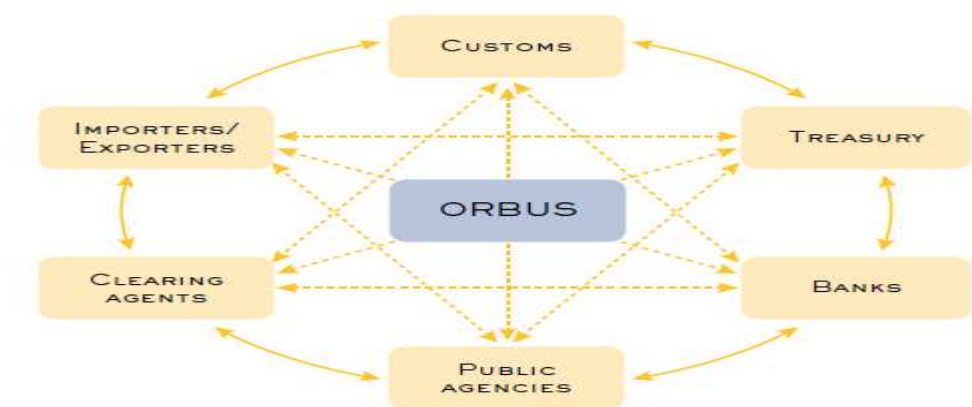 CUSTOMS
IMPORTERS/
EXPORTERS
TREASURY
ORBUS
CLEARING
AGENTS
BANKS
PUBLIC
AGENCIES